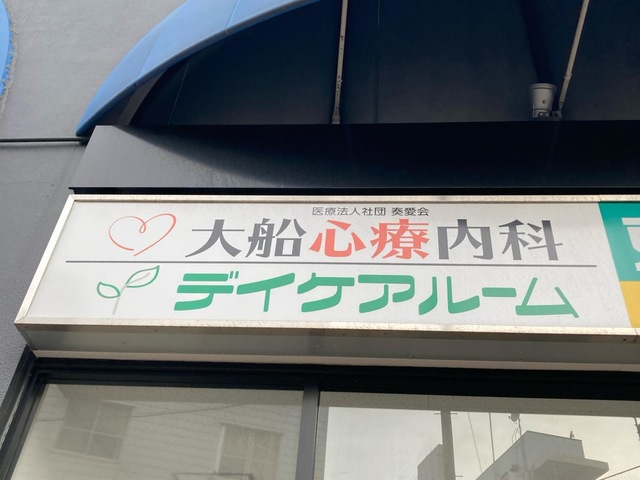 医療法人社団 奏愛会
大船心療内科
デイケアルーム